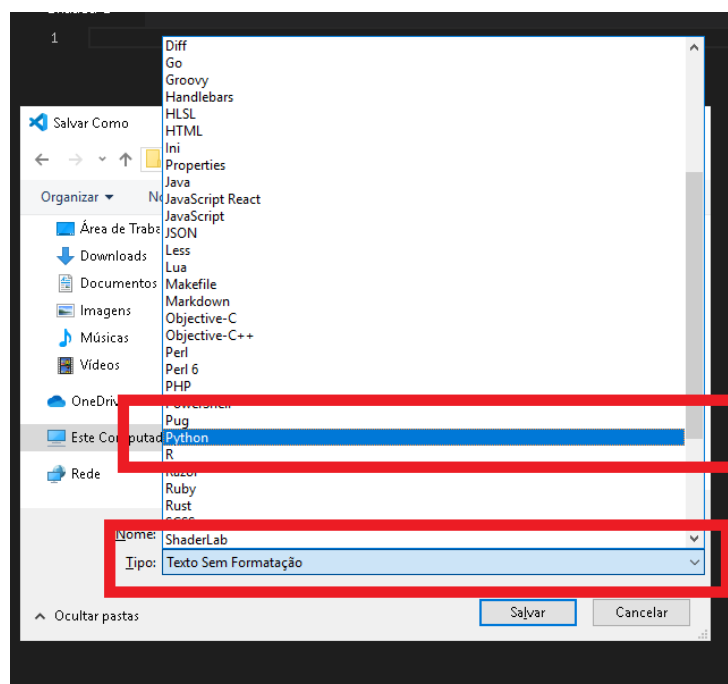 1
Diff
Go
Groovy
Handlebars
HLSL
HTML
Ini
Properties
Java
JavaScript React
JavaScript
JSON
Less
Lua
Makefile
Markdown
Objective-C
Objective-C++
Perl
Perl 6
PHP
Pug
Python
R
Razor
Ruby
Rust
ShaderLab
Salvar Como
Organizar
Área de Traba
Downloads
Documentos
Imagens
Músicas
Vídeos
OneDriv
Este Computad
Rede
Nome:
Tipo: Texto Sem Formatação
Ocultar pastas
Salvar
Cancelar